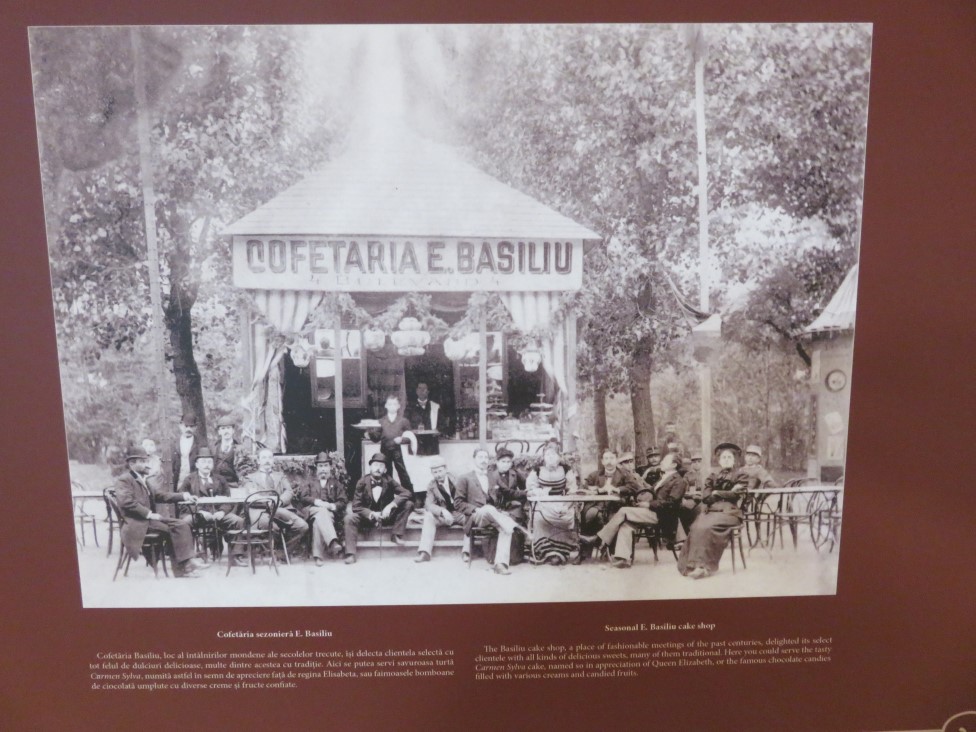 COFETARIA E. BASILIU
Cofetăria sezonieră E. Basiliu
Cofetăria Basiliu, loc al întâlnirilor mondene ale secolelor trecute, își delecta clientela selectă cu
tot felul de dulciuri delicioase, multe dintre acestea cu tradiție. Aici se putea servi savuroasa turtă
Carmen Sylva, numită astfel în semn de apreciere față de regina Elisabeta, sau faimoasele bomboane
de ciocolată umplute cu diverse creme și fructe confiate.
Seasonal E. Basiliu cake shop
The Basiliu cake shop, a place of fashionable meetings of the past centuries, delighted its select
clientele with all kinds of delicious sweets, many of them traditional. Here you could serve the tasty
Carmen Sylva cake, named so in appreciation of Queen Elizabeth, or the famous chocolate candies
filled with various creams and candied fruits.